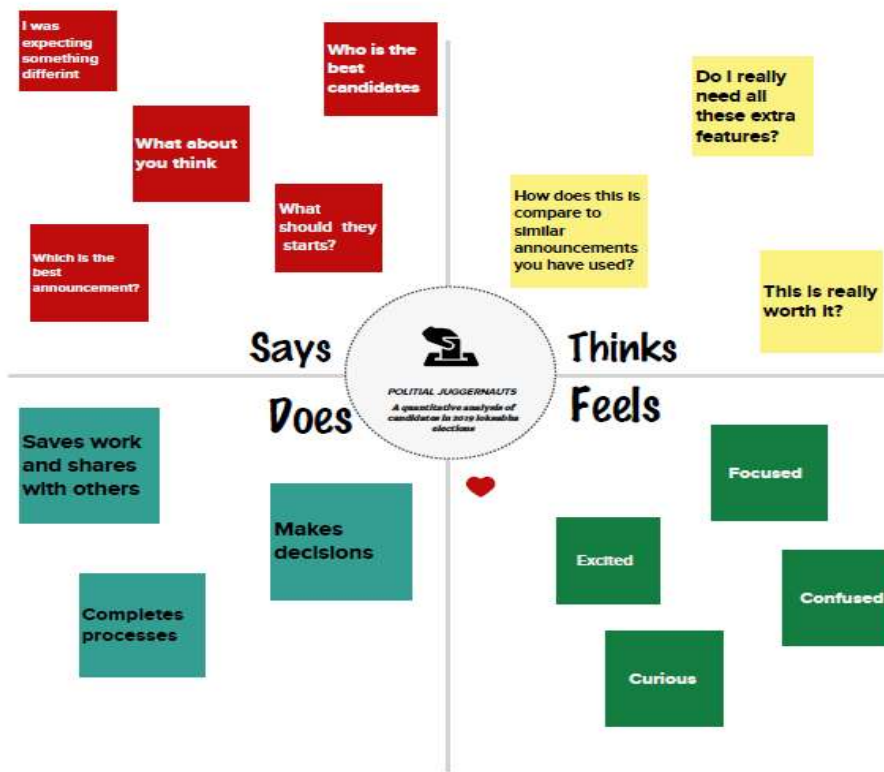 I was
expecting
something
differint
Who is the
best
candidates
What about
you think
What
should they
starts?
Which is the
best
announcement?
Says
Do I really
need all
these extra
features?
How does this is
compare to
similar
announcements
you have used?
This is really
worth it?
Thinks
POLITIAL JUGGERNAUTS
A quantitative analysis of
candidates in 2019 loksabha
elections
Does
Saves work
and shares
with others
Makes
decisions
Completes
processes
Feels
Focused
Excited
Confused
Curious